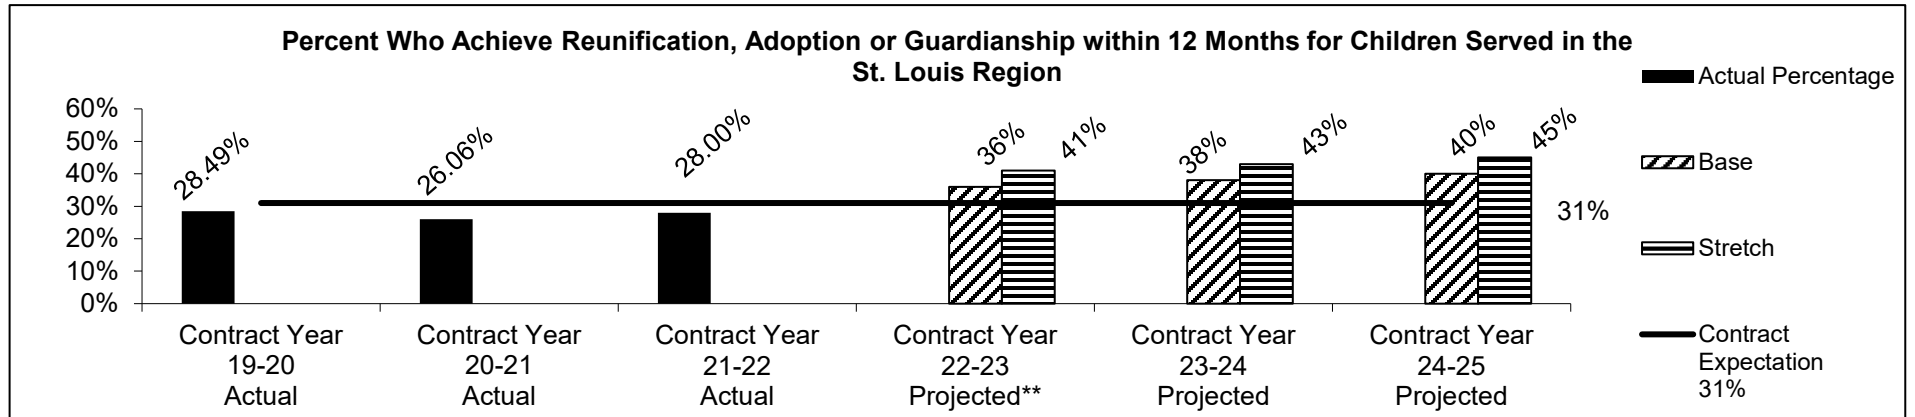 Percent Who Achieve Reunification, Adoption or Guardianship within 12 Months for Children Served in the
St. Louis Region
60%
50%
40%
30%
20%
10%
0%
28.49%
26.06%
28.00%
36%
41%
38%
43%
40%
45%
31%
Contract Year
19-20
Actual
Contract Year
20-21
Actual
Contract Year
21-22
Actual
Contract Year
22-23
Projected**
Contract Year
23-24
Projected
Contract Year
24-25
Projected
Actual Percentage
Base
Stretch
Contract
Expectation
31%